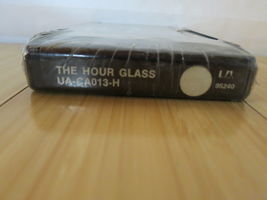 THE HOUR GLASS
UA-CA013-H
UA
95240